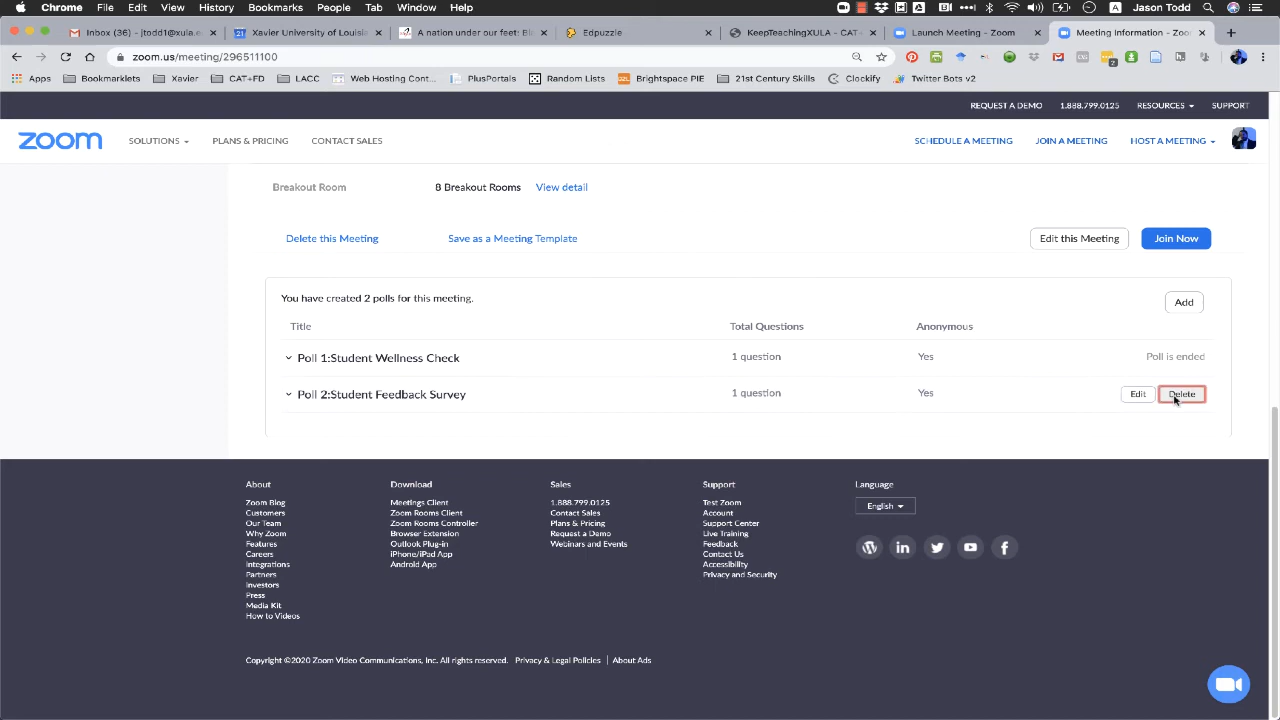 Chrome File Edit View History Bookmarks People Tab Window Help
Inbox (36) - jtodd1@xula.e
Xavier University of Louisi
A nation under our feet: Bl
Edpuzzle
KeepTeachingXULA - CAT +
Launch Meeting - Zoom
Meeting Information - Zoo
zoom.us/meeting/296511100
Apps Bookmarklets Xavier CAT+FD LACC Web Hosting Cont... PlusPortals Random Lists Brightspace PIE 21st Century Skills Clockify Twitter Bots v2
REQUEST A DEMO 1.888.799.0125 RESOURCES SUPPORT
zoom SOLUTIONS PLANS & PRICING CONTACT SALES SCHEDULE A MEETING JOIN A MEETING HOST A MEETING
Breakout Room 8 Breakout Rooms View detail
Delete this Meeting Save as a Meeting Template Edit this Meeting Join Now
You have created 2 polls for this meeting.
Add
Title Total Questions Anonymous
Poll 1:Student Wellness Check 1 question Yes Poll is ended
Poll 2:Student Feedback Survey 1 question Yes Edit Delete
About
Zoom Blog
Customers
Our Team
Why Zoom
Features
Careers
Integrations
Partners
Investors
Press
Media Kit
How to Videos
Download
Meetings Client
Zoom Rooms Client
Zoom Rooms Controller
Browser Extension
Outlook Plug-in
iPhone/iPad App
Android App
Sales
1.888.799.0125
Contact Sales
Plans & Pricing
Request a Demo
Webinars and Events
Support
Test Zoom
Account
Support Center
Live Training
Feedback
Contact Us
Accessibility
Privacy and Security
Language
English
Copyright ©2020 Zoom Video Communications, Inc. All rights reserved. Privacy & Legal Policies | About Ads